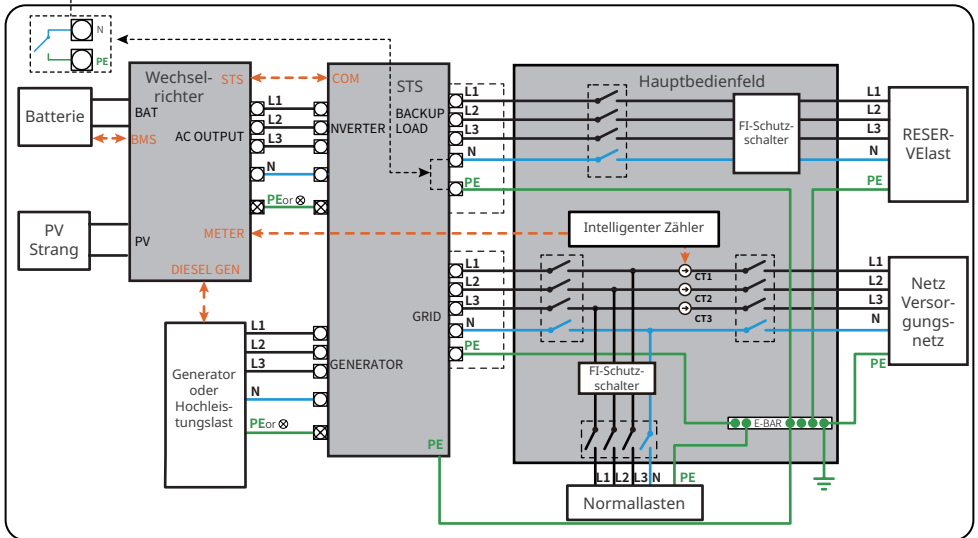 N
PE
Wechsel-
richter
STS
COM
STS
Hauptbedienfeld
Batterie
BAT
BMS
AC OUTPUT
L1
L2
L3
N
PEor
NVERTER
BACKUP
LOAD
L1
L2
L3
N
PE
FI-Schutz-
schalter
L1
L2
L3
N
PE
RESER-
VElast
PV
Strang
PV
METER
DIESEL GEN
Intelligenter Zähler
CT1
CT2
CT3
GRID
L1
L2
L3
N
PE
L1
L2
L3
N
PE
Netz
Versor-
gungs-
netz
Generator
oder
Hochleis-
tungslast
L1
L2
L3
N
PEor
GENERATOR
PE
FI-Schutz-
schalter
E-BAR
L1 L2 L3 N PE
Normallasten